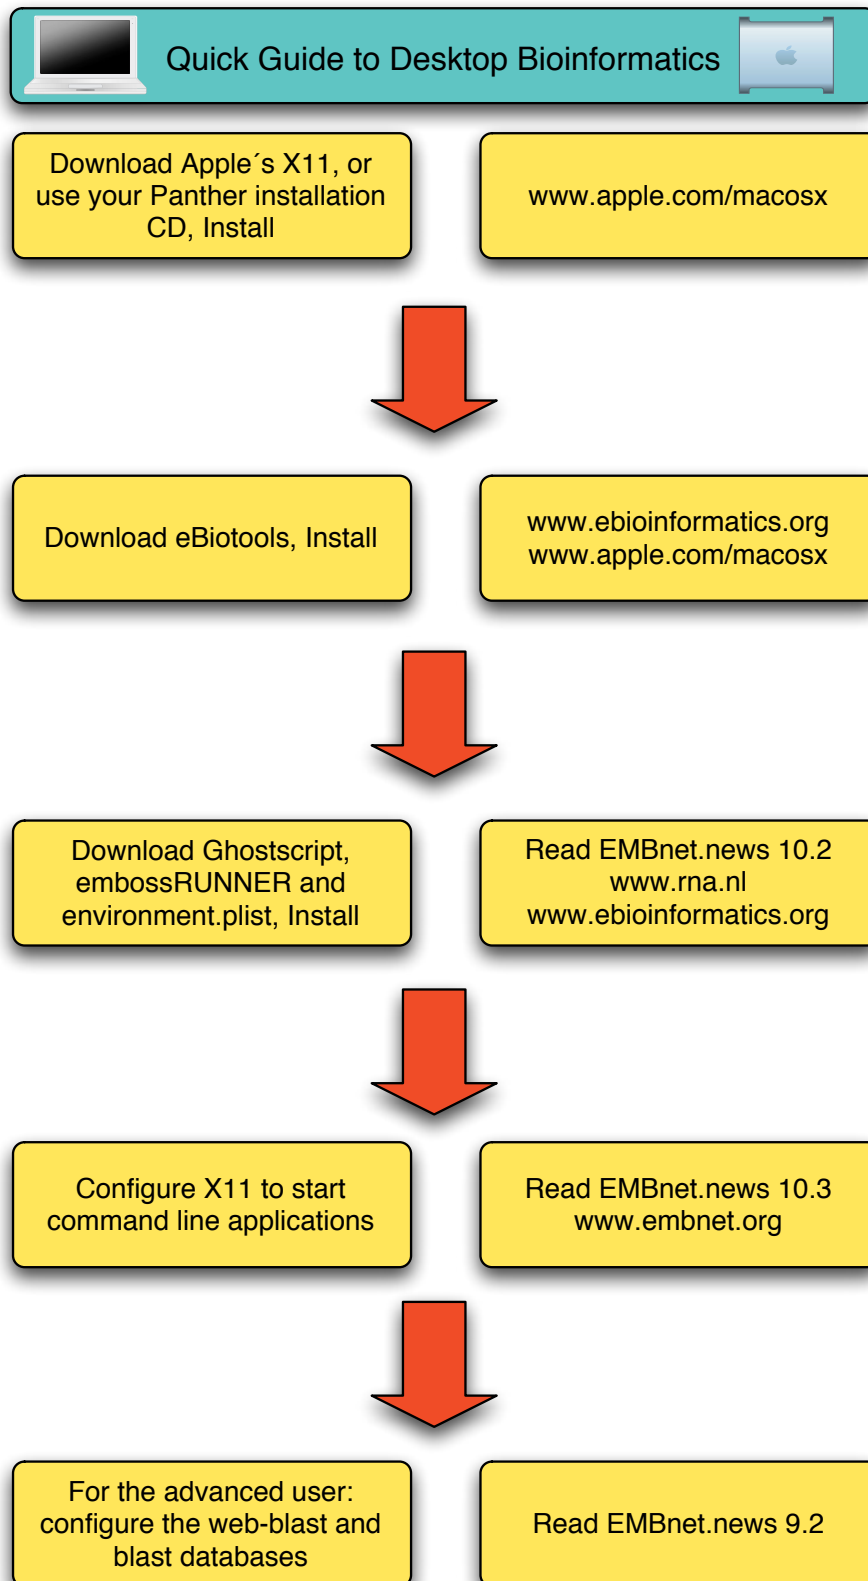 Quick Guide to Desktop Bioinformatics
Download Apple´s X11, or
use your Panther installation
CD, Install
www.apple.com/macosx
Download eBiotools, Install
www.ebioinformatics.org
www.apple.com/macosx
Download Ghostscript,
embossRUNNER and
environment.plist, Install
Read EMBnet.news 10.2
www.rna.nl
www.ebioinformatics.org
Configure X11 to start
command line applications
Read EMBnet.news 10.3
www.embnet.org
For the advanced user:
configure the web-blast and
blast databases
Read EMBnet.news 9.2